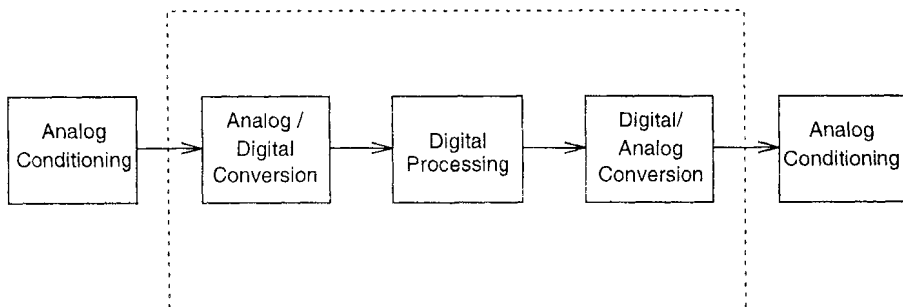 Analog
Conditioning
Analog /
Digital
Conversion
Digital
Processing
Digital/
Analog
Conversion
Analog
Conditioning